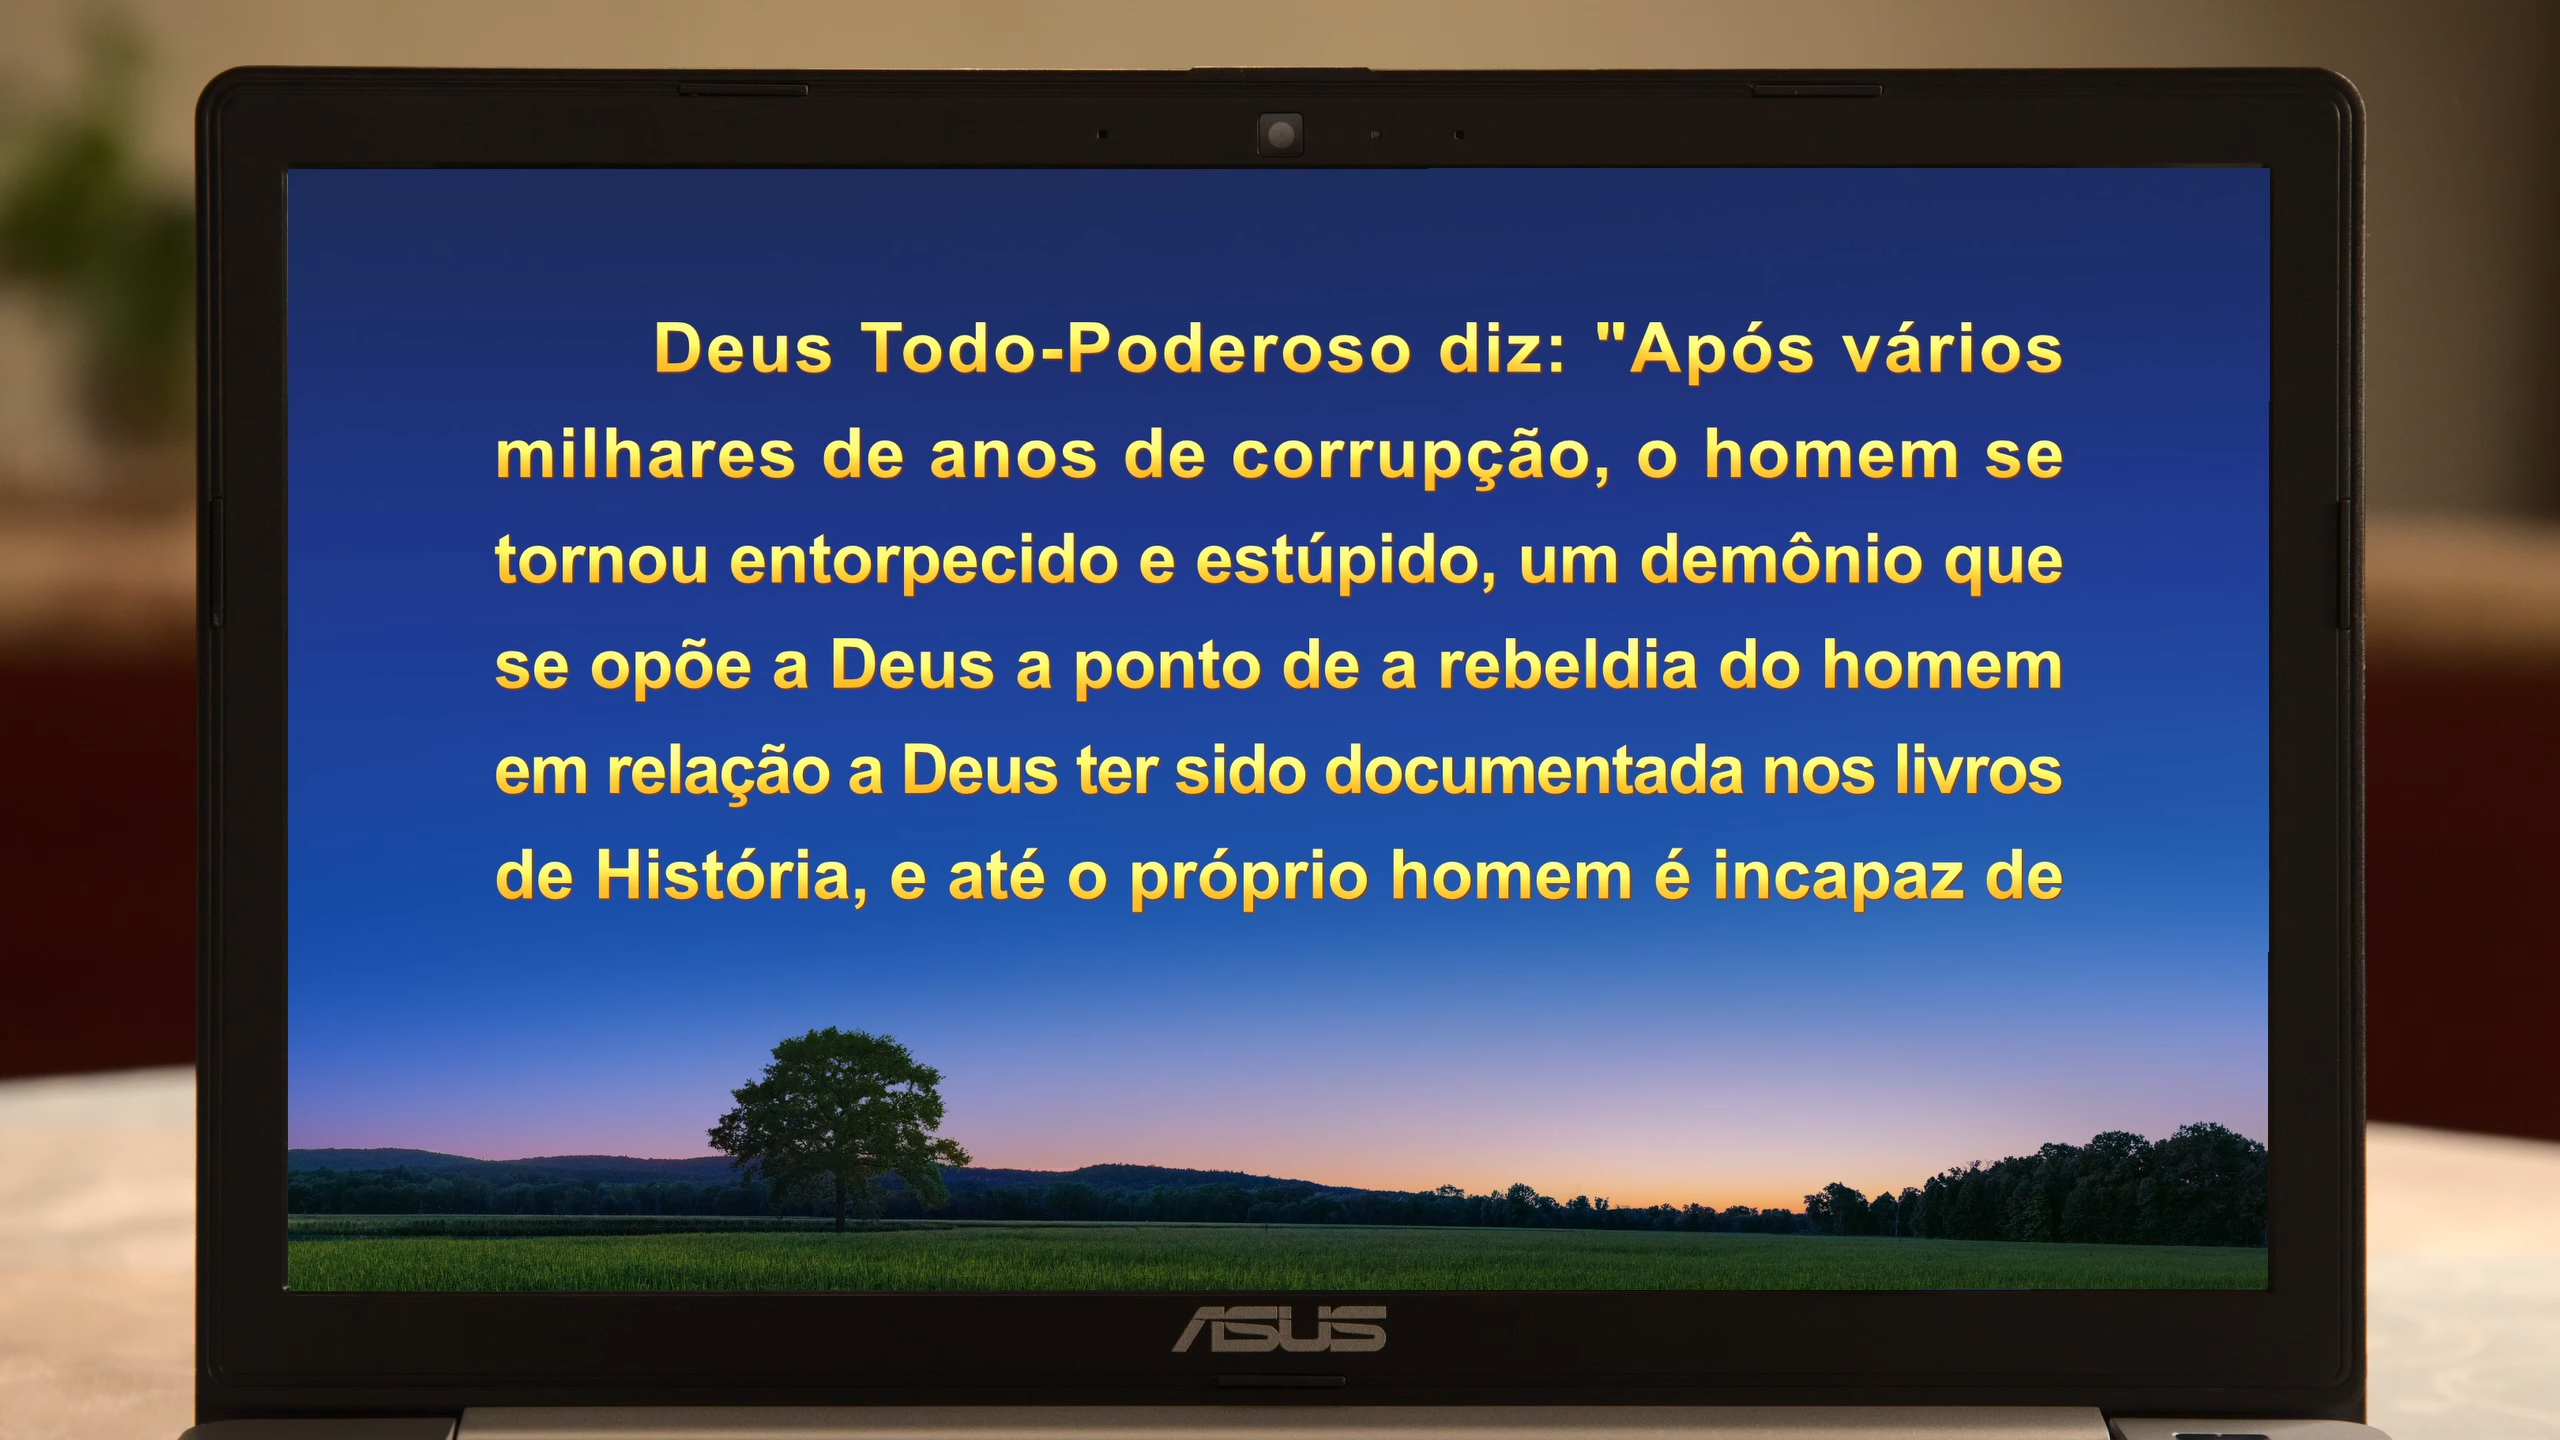 Deus Todo-Poderoso diz: "Após vários
milhares de anos de corrupção, o homem se
tornou entorpecido e estúpido, um demônio que
se opõe a Deus a ponto de a rebeldia do homem
em relação a Deus ter sido documentada nos livros
de História, e até o próprio homem é incapaz de
ASUS